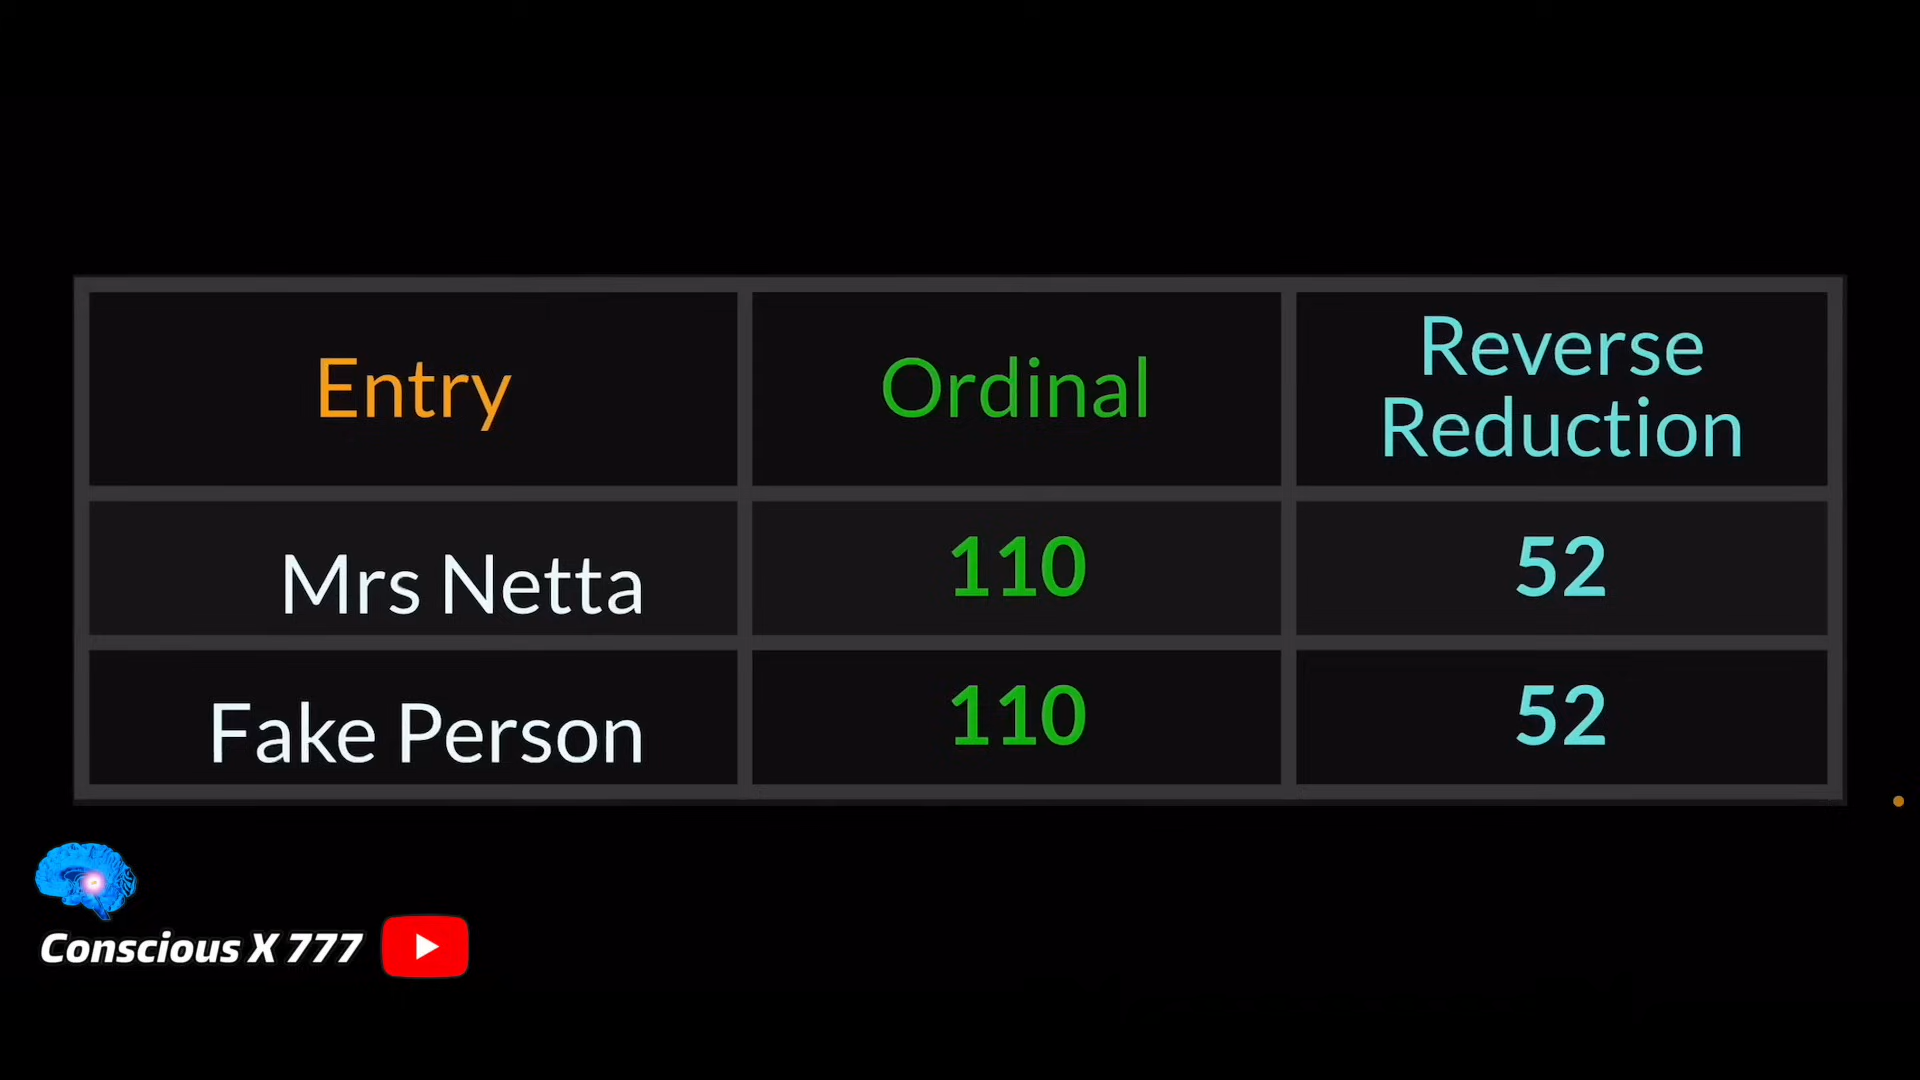 Entry Ordinal Reverse Reduction
Mrs Netta 110 52
Fake Person 110 52
Conscious X 777